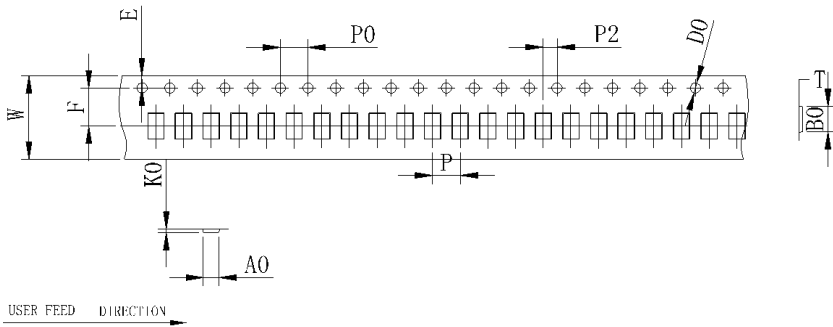 E
P0
P2
D0
W
F
T
B0
P
K0
A0
USER FEED DIRECTION